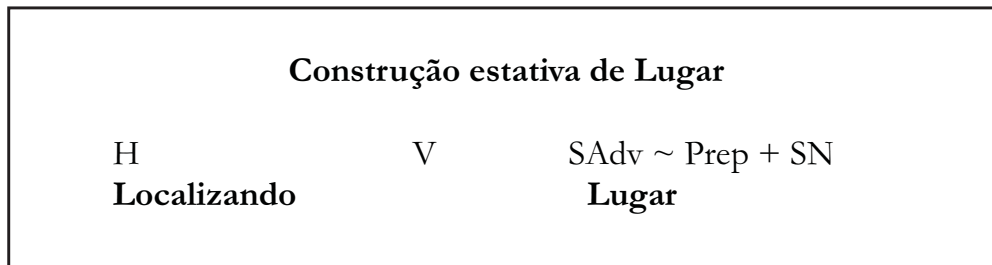 Construção estativa de Lugar
H V SAdv ~ Prep + SN
Localizando Lugar